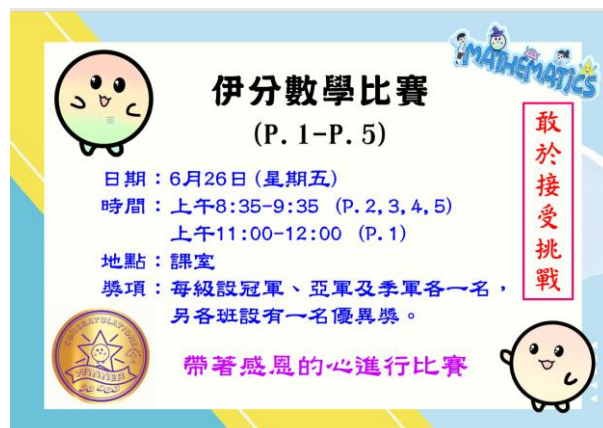 MATHEMATICS
伊分數學比賽
(P. 1-P. 5)
日期：6月26日(星期五)
時間：上午8:35-9:35 (P.2,3,4,5)
上午11:00-12:00 (P.1)
地點：課室
獎項：每級設冠軍、亞軍及季軍各一名，
另各班設有一名優異獎。
帶著感恩的心進行比賽
敢於接受挑戰
英
CONGRATULATIONS
WINNER